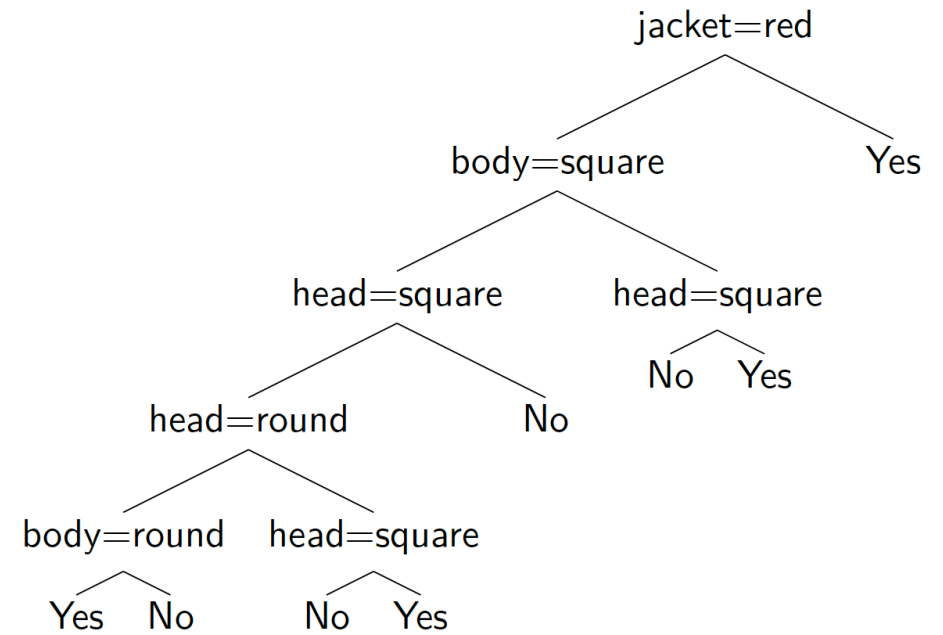 jacket=red
body=square Yes
head=square head=square
No Yes
head=round No
body=round head=square
Yes No No Yes